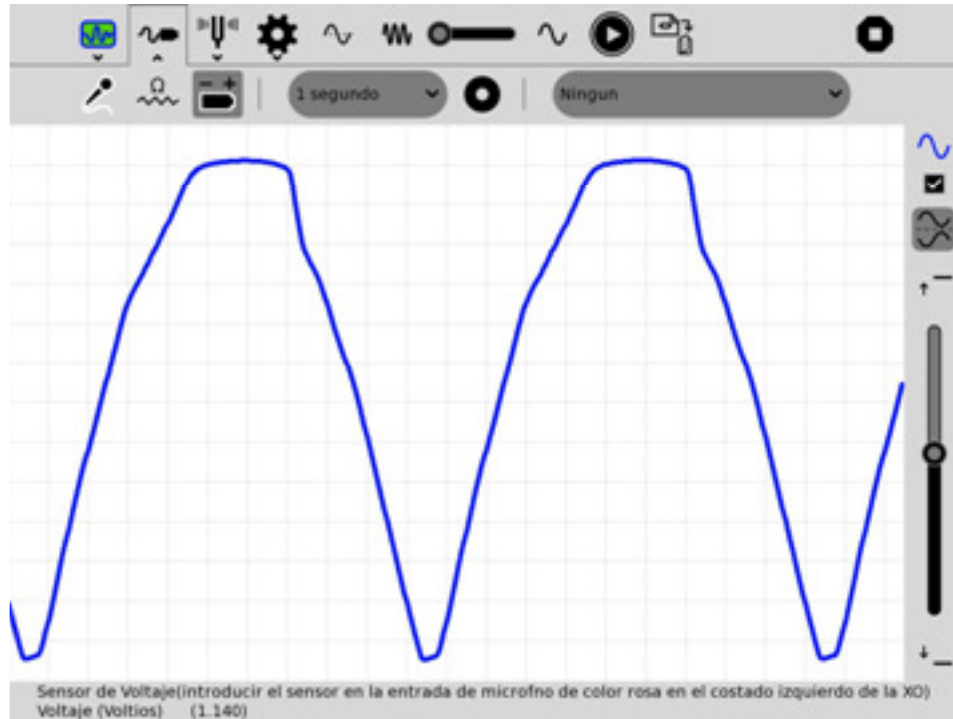 1 segundo
Ningun
Sensor de Voltaje(introducir el sensor en la entrada de microfno de color rosa en el costado izquierdo de la XO)
Voltaje (Voltios) (1.140)